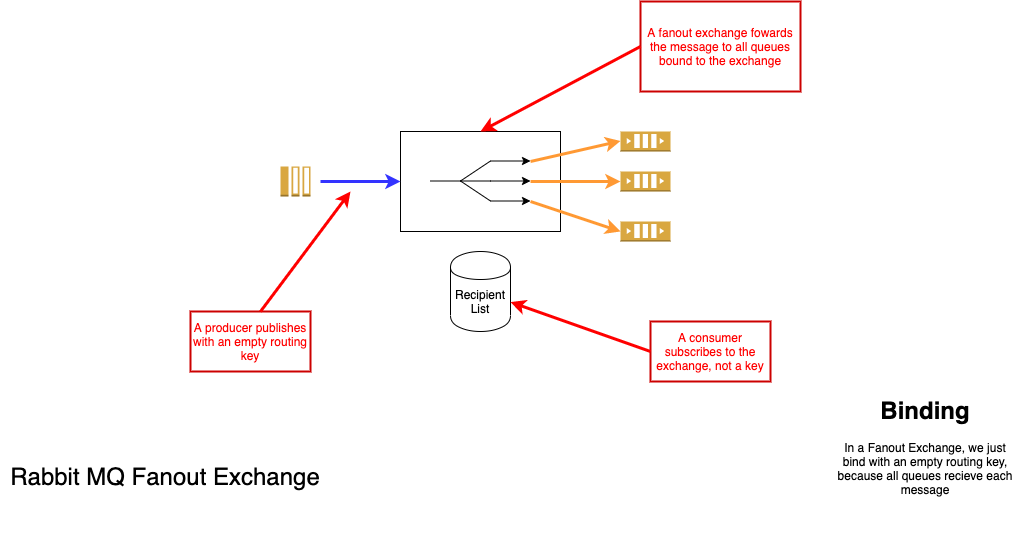 A fanout exchange fowards
the message to all queues
bound to the exchange
Recipient
List
A producer publishes
with an empty routing
key
A consumer
subscribes to the
exchange, not a key
Binding
In a Fanout Exchange, we just
bind with an empty routing key,
because all queues recieve each
message
Rabbit MQ Fanout Exchange